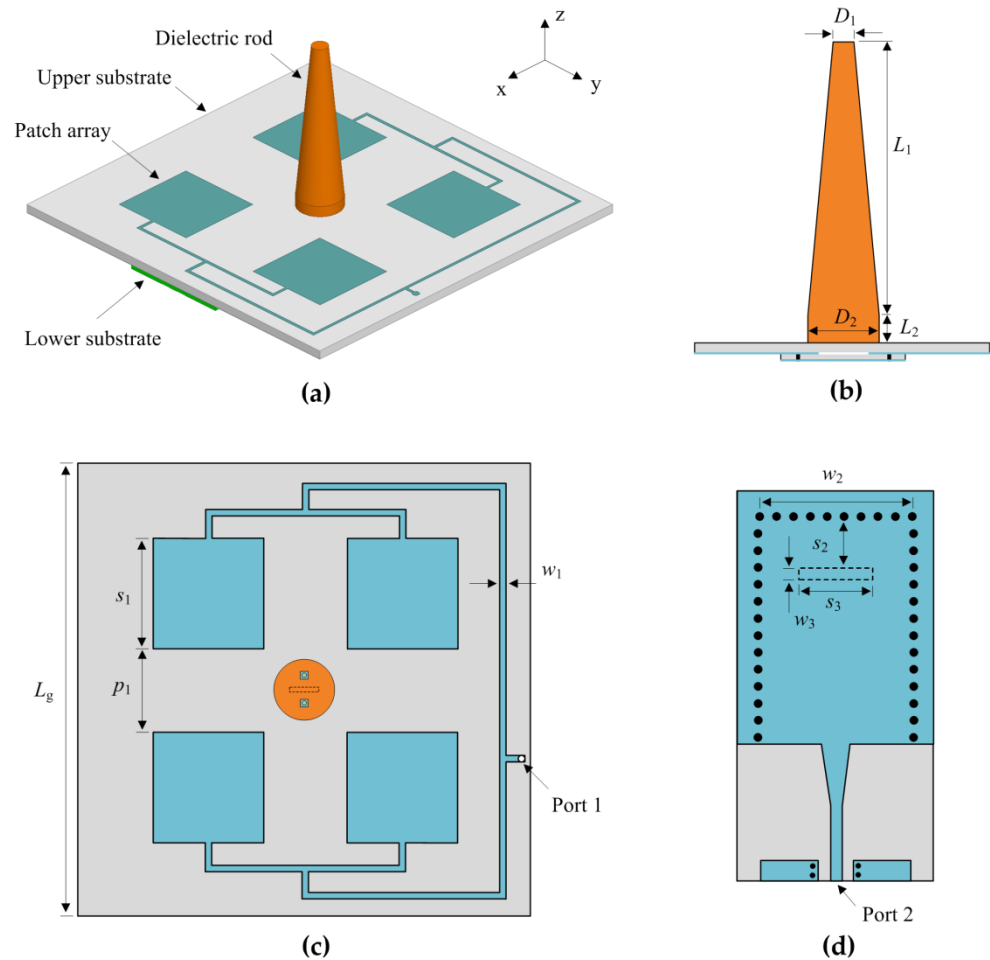 Dielectric rod
Upper substrate
Patch array
Lower substrate
z
x
y
(a)
D₁
L₁
D₂
L₂
(b)
w₁
s₁
p₁
Lg
Port 1
(c)
w₂
s₂
s₃
w₃
Port 2
(d)